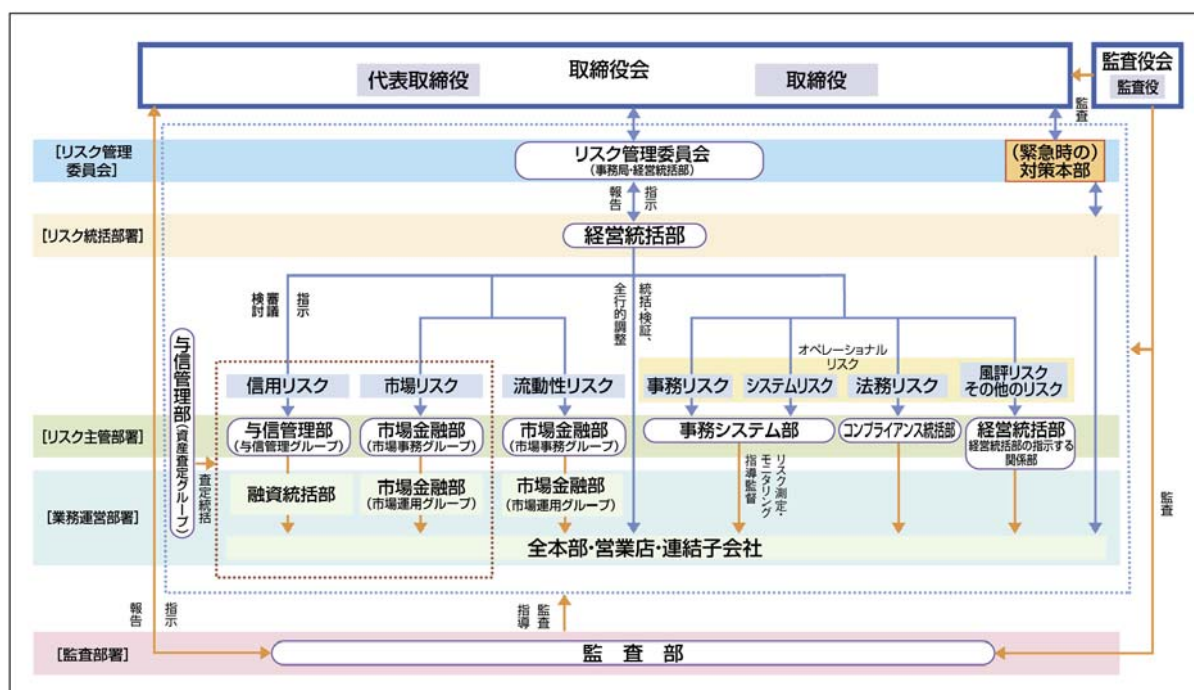 取締役会
代表取締役
取締役
監査役会
監査役
監査
[リスク管理
委員会]
リスク管理委員会
(事務局・経営統括部)
(緊急時の)
対策本部
報告
指示
[リスク統括部署]
経営統括部
審議
検討
指示
統括・検証、
全行的調整
与信管理部(資産査定グループ)
査定統括
オペレーショナル
リスク
信用リスク
市場リスク
流動性リスク
事務リスク
システムリスク
法務リスク
風評リスク
その他のリスク
[リスク主管部署]
与信管理部
(与信管理グループ)
市場金融部
(市場事務グループ)
市場金融部
(市場事務グループ)
事務システム部
コンプライアンス統括部
経営統括部
経営統括部の指示する
関係部
リスク測定・
モニタリング
指導監督
[業務運営部署]
融資統括部
市場金融部
(市場運用グループ)
市場金融部
(市場運用グループ)
全本部・営業店・連結子会社
監査
報告
指示
監査
指導
[監査部署]
監査部